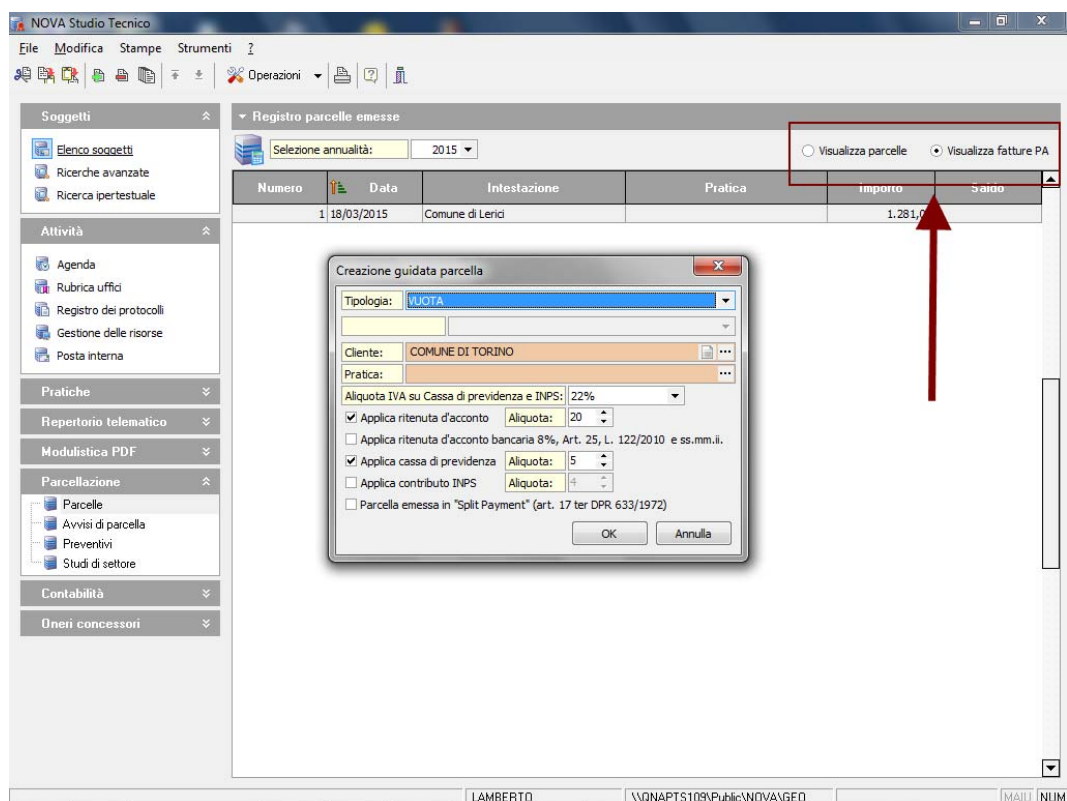 NOVA Studio Tecnico
File Modifica Stampe Strumenti ?
Operazioni
Soggetti
Elenco soggetti
Ricerche avanzate
Ricerca ipertestuale
Attività
Agenda
Rubrica uffici
Registro dei protocolli
Gestione delle risorse
Posta interna
Pratiche
Repertorio telematico
Modulistica PDF
Parcellazione
Parcelle
Avvisi di parcella
Preventivi
Studi di settore
Contabilità
Oneri concessori
Registro parcelle emesse
Selezione annualità: 2015
Visualizza parcelle Visualizza fatture PA
Numero Data Intestazione Pratica Importo Saldo
1 18/03/2015 Comune di Lerici 1.281,0
Creazione guidata parcella
Tipologia: VUOTA
Cliente: COMUNE DI TORINO
Pratica:
Aliquota IVA su Cassa di previdenza e INPS: 22%
Applica ritenuta d'acconto Aliquota: 20
Applica ritenuta d'acconto bancaria 8%, Art. 25, L. 122/2010 e ss.mm.ii.
Applica cassa di previdenza Aliquota: 5
Applica contributo INPS Aliquota: 4
Parcella emessa in "Split Payment" (art. 17 ter DPR 633/1972)
OK Annulla
LAMBERTO \\QNAPTS109\Public\NOVA\GEO MAIU NUM